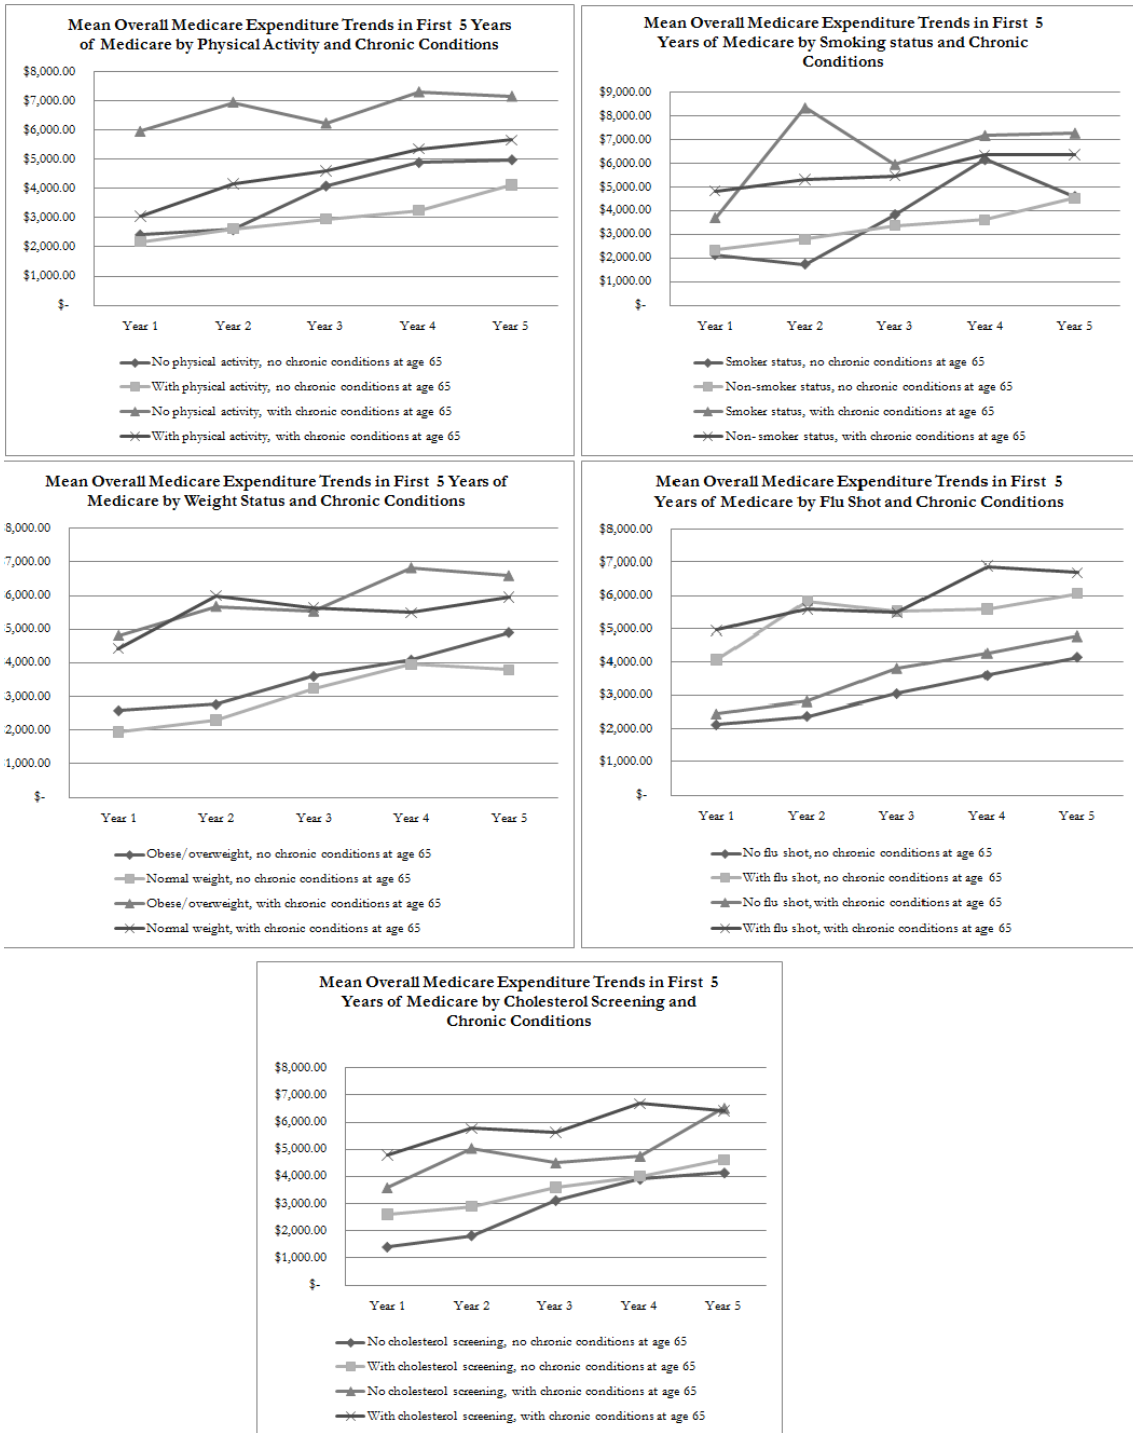 Mean Overall Medicare Expenditure Trends in First 5 Years
of Medicare by Physical Activity and Chronic Conditions
$8,000.00
$7,000.00
$6,000.00
$5,000.00
$4,000.00
$3,000.00
$2,000.00
$1,000.00
$-
Year 1 Year 2 Year 3 Year 4 Year 5
No physical activity, no chronic conditions at age 65
With physical activity, no chronic conditions at age 65
No physical activity, with chronic conditions at age 65
With physical activity, with chronic conditions at age 65
Mean Overall Medicare Expenditure Trends in First 5
Years of Medicare by Smoking status and Chronic
Conditions
$9,000.00
$8,000.00
$7,000.00
$6,000.00
$5,000.00
$4,000.00
$3,000.00
$2,000.00
$1,000.00
$-
Year 1 Year 2 Year 3 Year 4 Year 5
Smoker status, no chronic conditions at age 65
Non-smoker status, no chronic conditions at age 65
Smoker status, with chronic conditions at age 65
Non- smoker status, with chronic conditions at age 65
Mean Overall Medicare Expenditure Trends in First 5 Years of
Medicare by Weight Status and Chronic Conditions
8,000.00
7,000.00
6,000.00
5,000.00
4,000.00
3,000.00
2,000.00
1,000.00
$-
Year 1 Year 2 Year 3 Year 4 Year 5
Obese/overweight, no chronic conditions at age 65
Normal weight, no chronic conditions at age 65
Obese/overweight, with chronic conditions at age 65
Normal weight, with chronic conditions at age 65
Mean Overall Medicare Expenditure Trends in First 5
Years of Medicare by Flu Shot and Chronic Conditions
$8,000.00
$7,000.00
$6,000.00
$5,000.00
$4,000.00
$3,000.00
$2,000.00
$1,000.00
$-
Year 1 Year 2 Year 3 Year 4 Year 5
No flu shot, no chronic conditions at age 65
With flu shot, no chronic conditions at age 65
No flu shot, with chronic conditions at age 65
With flu shot, with chronic conditions at age 65
Mean Overall Medicare Expenditure Trends in First 5
Years of Medicare by Cholesterol Screening and
Chronic Conditions
$8,000.00
$7,000.00
$6,000.00
$5,000.00
$4,000.00
$3,000.00
$2,000.00
$1,000.00
$-
Year 1 Year 2 Year 3 Year 4 Year 5
No cholesterol screening, no chronic conditions at age 65
With cholesterol screening, no chronic conditions at age 65
No cholesterol screening, with chronic conditions at age 65
With cholesterol screening, with chronic conditions at age 65